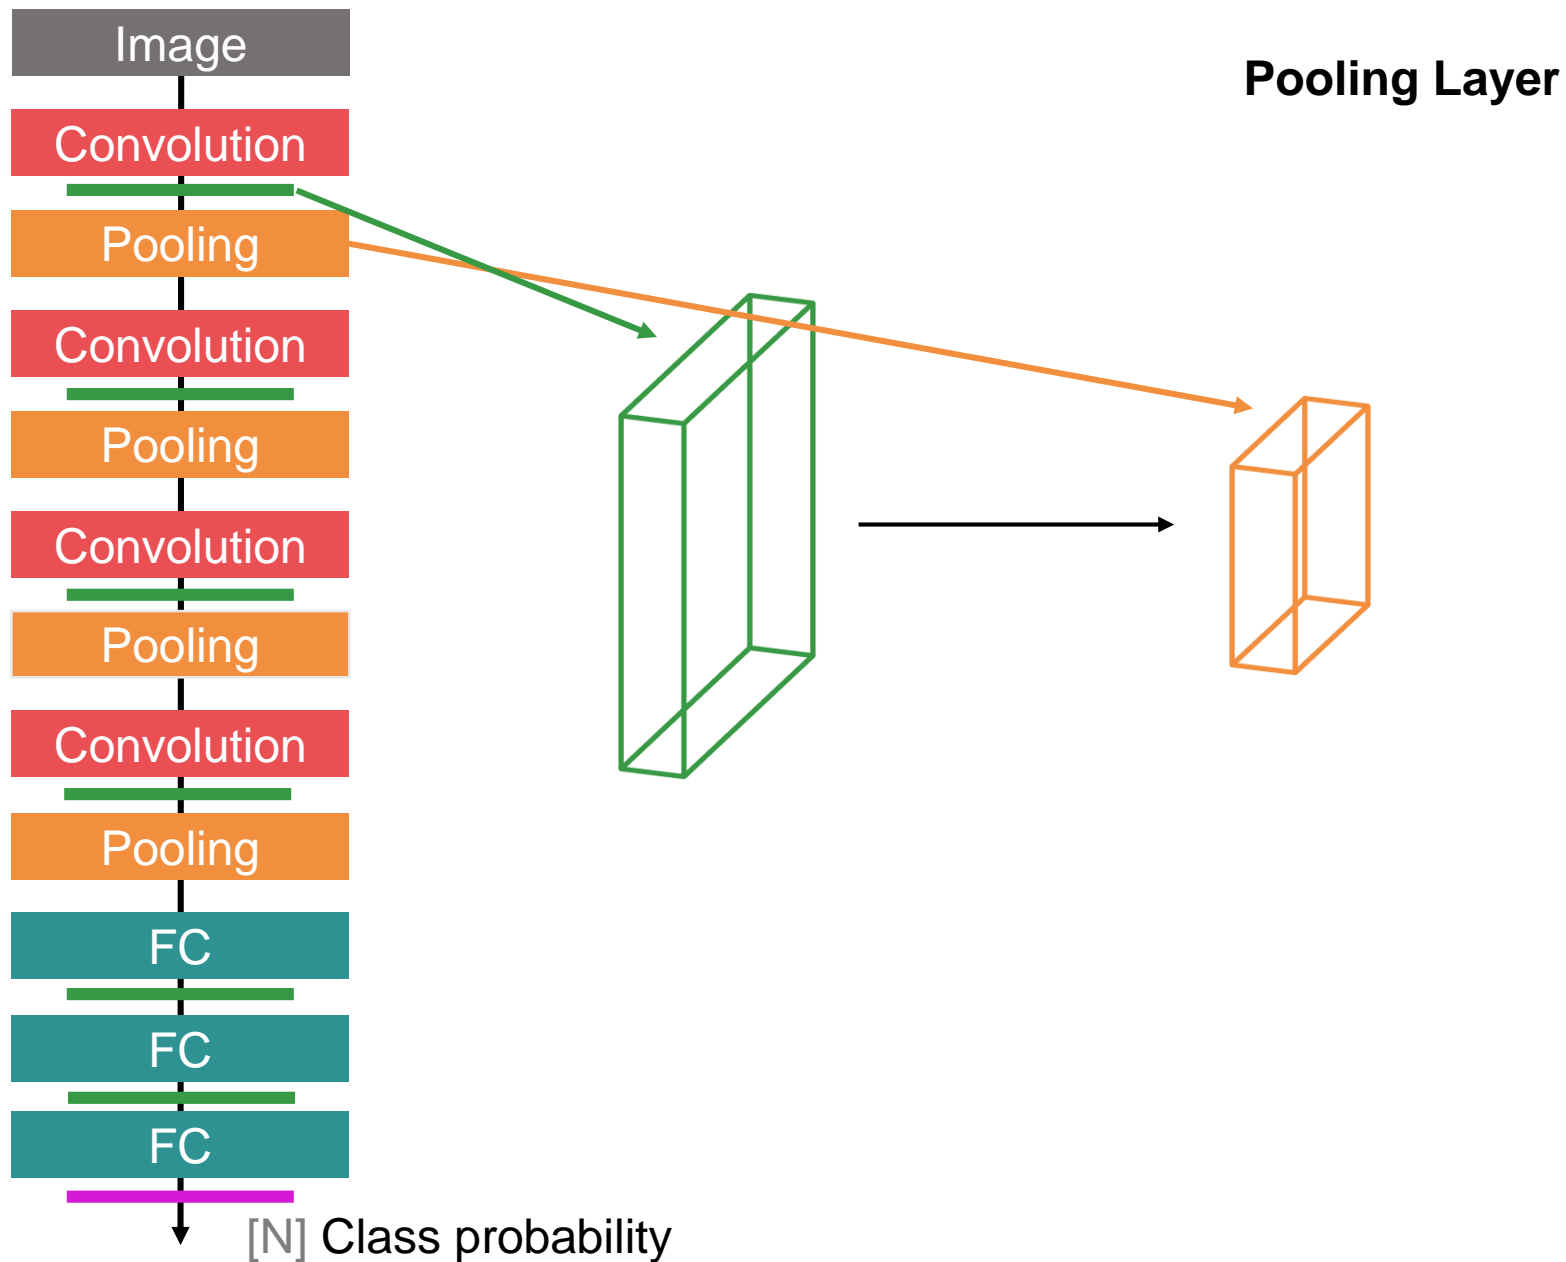 Image
Pooling Layer
Convolution
Pooling
Convolution
Pooling
Convolution
Pooling
Convolution
Pooling
FC
FC
FC
[N] Class probability